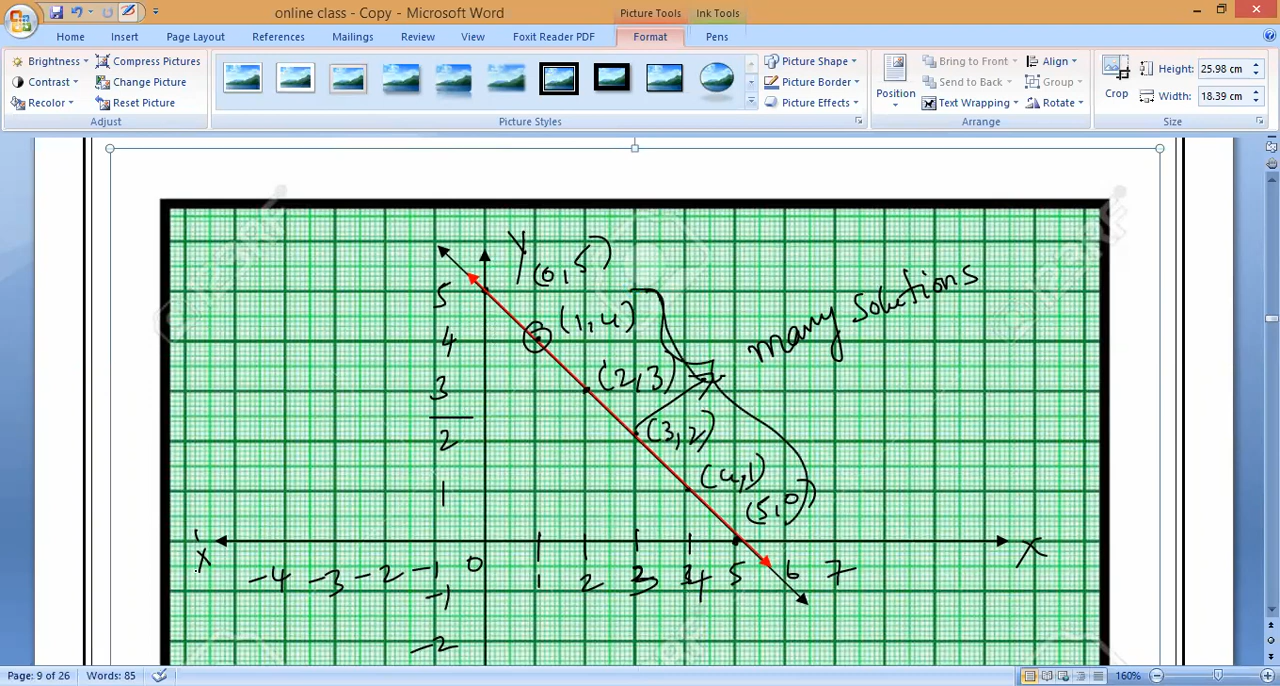 online class - Copy - Microsoft Word
Picture Tools
Ink Tools
Home
Insert
Page Layout
References
Mailings
Review
View
Foxit Reader PDF
Format
Pens
Brightness
Contrast
Recolor
Compress Pictures
Change Picture
Reset Picture
Adjust
Picture Styles
Picture Shape
Picture Border
Picture Effects
Position
Bring to Front
Send to Back
Text Wrapping
Align
Group
Rotate
Arrange
Crop
Height: 25.98 cm
Width: 18.39 cm
Size
Y
(0,5)
5
(1,4)
many solutions
4
(2,3)
3
(3,2)
2
(4,1)
1
(5,0)
X'
X
-4 -3 -2 -1 0 1 2 3 4 5 6 7
-1
-2
Page: 9 of 26
Words: 85
160%